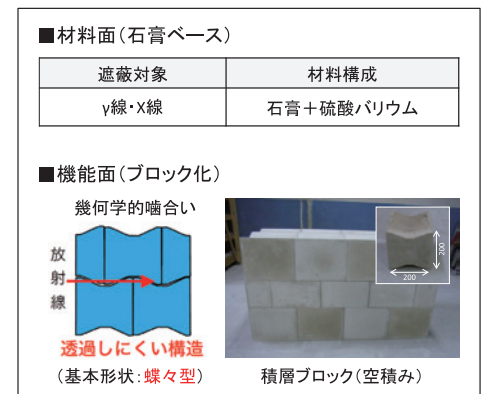 ■材料面(石膏ベース)
遮蔽対象 材料構成
γ線・X線 石膏+硫酸バリウム
■機能面(ブロック化)
幾何学的嚙合い
放射線
透過しにくい構造
(基本形状:蝶々型)
200
200
積層ブロック(空積み)